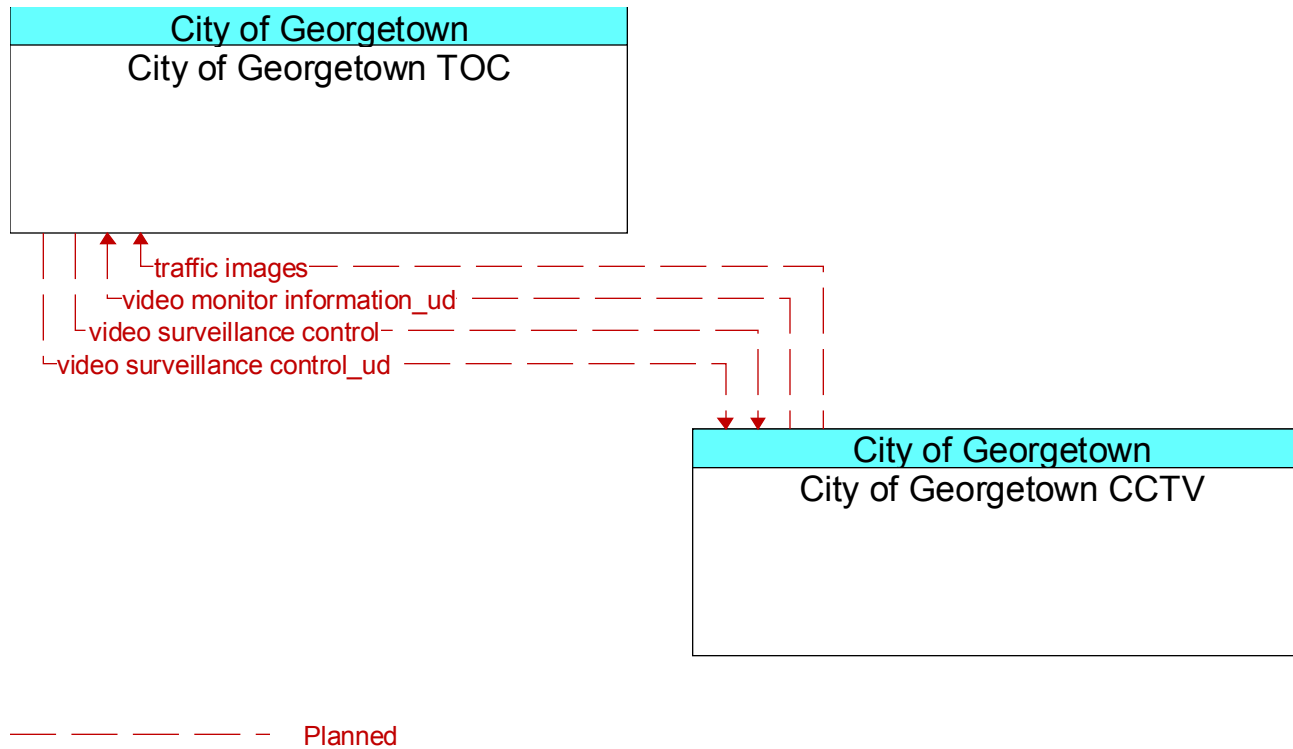 City of Georgetown
City of Georgetown TOC
traffic images
video monitor information_ud
video surveillance control
video surveillance control_ud
City of Georgetown
City of Georgetown CCTV
Planned